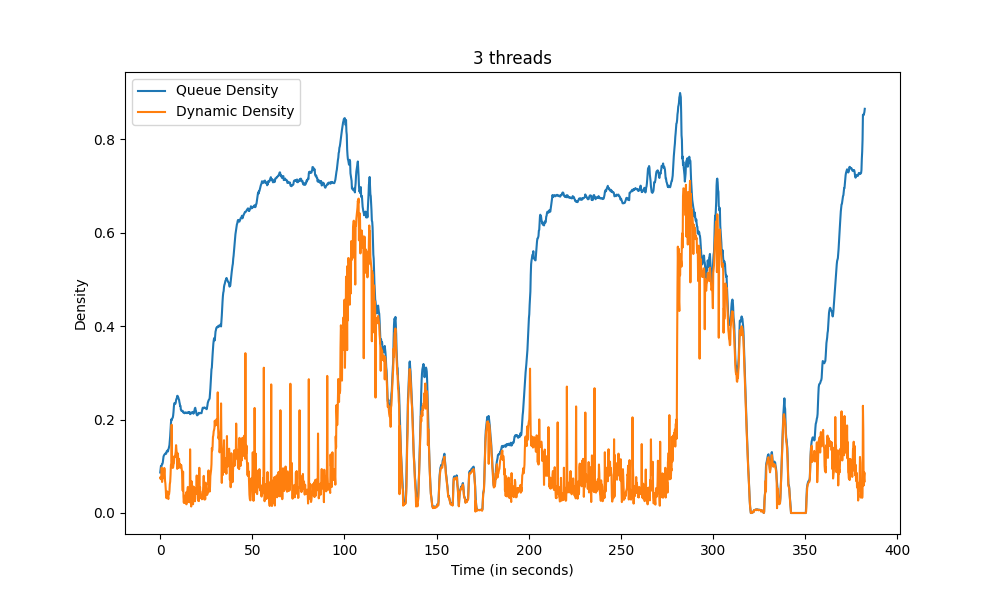 3 threads
Queue Density
Dynamic Density
0.8
0.6
0.4
0.2
0.0
Density
0 50 100 150 200 250 300 350 400
Time (in seconds)